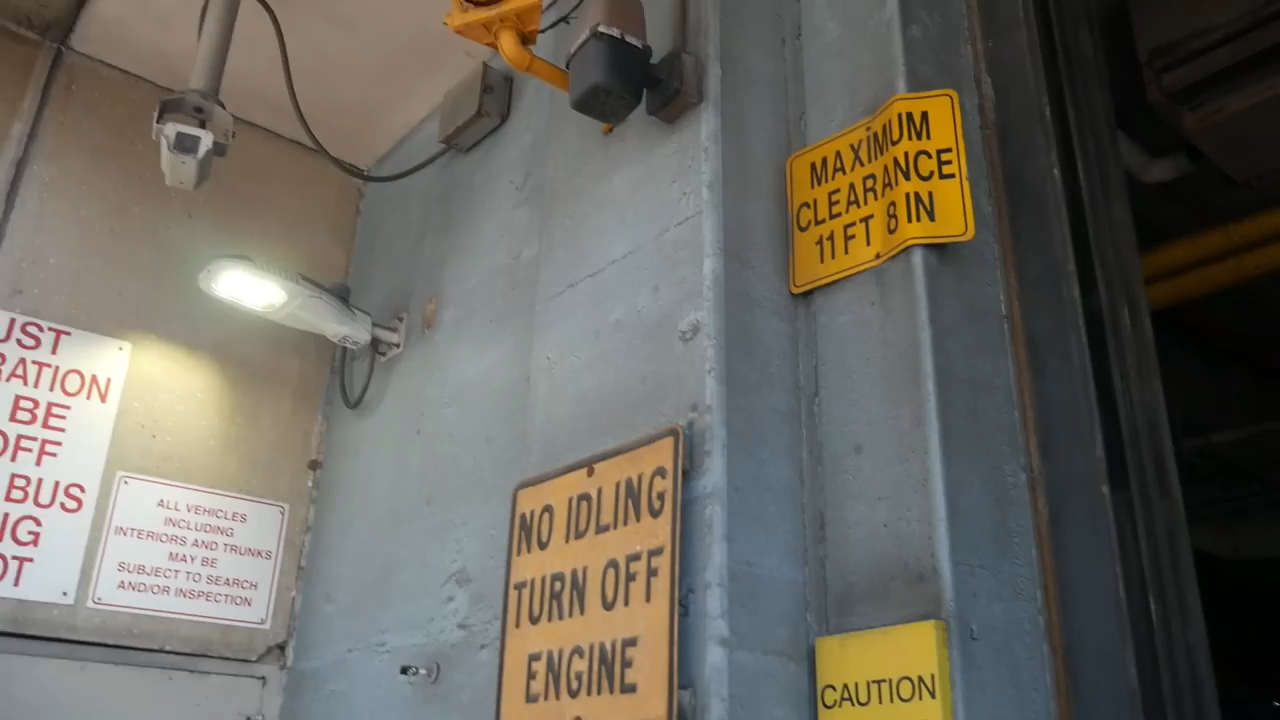 UST
RATION
BE
OFF
BUS
NG
OT
ALL VEHICLES
INCLUDING
INTERIORS AND TRUNKS
MAY BE
SUBJECT TO SEARCH
AND/OR INSPECTION
NO IDLING
TURN OFF
ENGINE
MAXIMUM
CLEARANCE
11 FT 8 IN
CAUTION